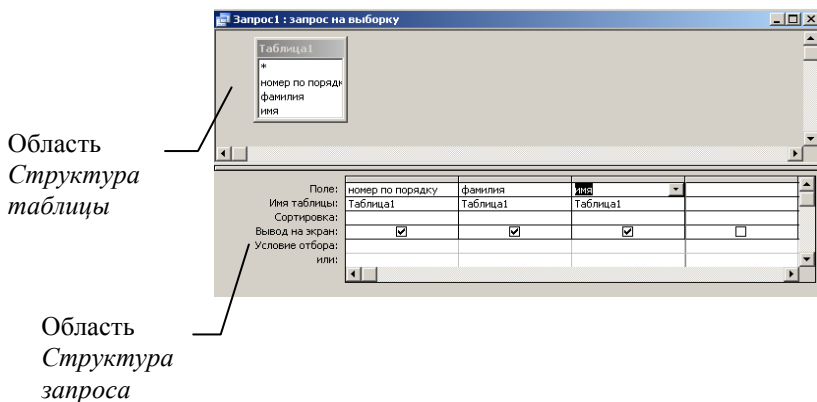 Запрос1 : запрос на выборку
Таблица1
*
номер по порядк
фамилия
имя
Область
Структура
таблицы
Поле: номер по порядку фамилия имя
Имя таблицы: Таблица1 Таблица1 Таблица1
Сортировка:
Вывод на экран:
Условие отбора:
или:
Область
Структура
запроса